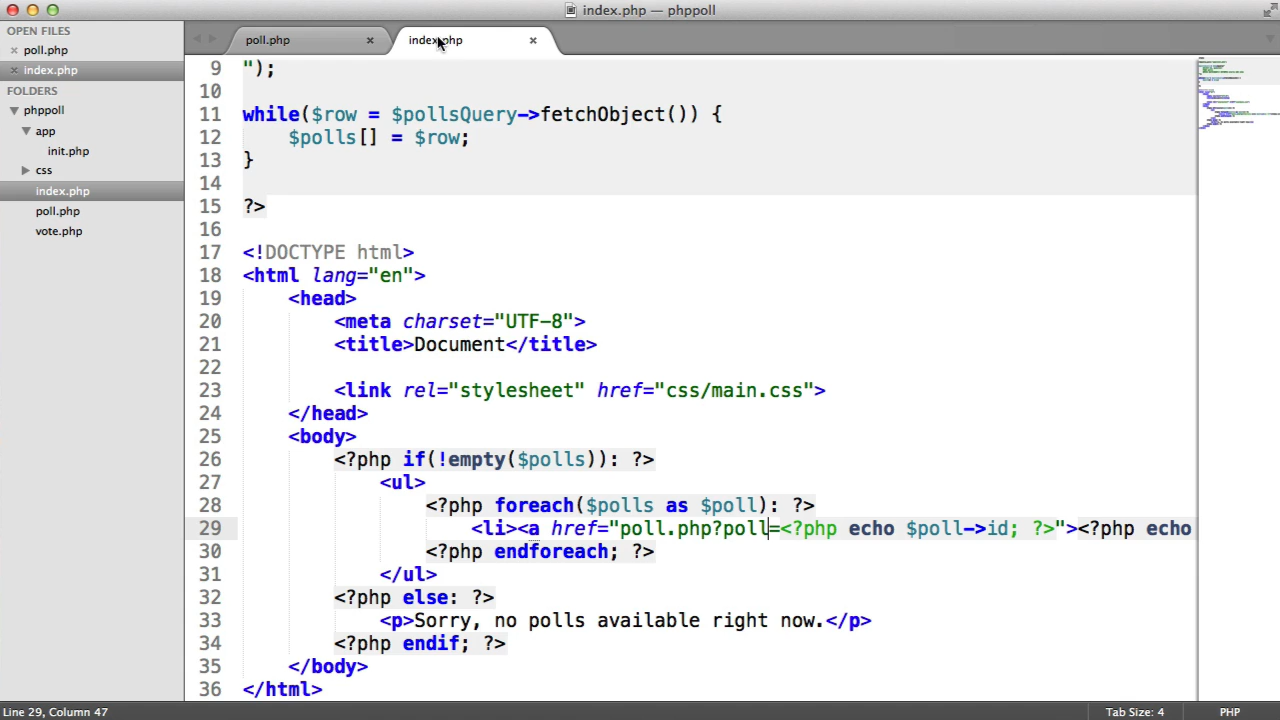 index.php — phppoll
OPEN FILES
poll.php
index.php
FOLDERS
phppoll
app
init.php
css
index.php
poll.php
vote.php
poll.php
index.php
9 ");
10
11 while($row = $pollsQuery->fetchObject()) {
12 $polls[] = $row;
13 }
14
15 ?>
16
17 <!DOCTYPE html>
18 <html lang="en">
19 <head>
20 <meta charset="UTF-8">
21 <title>Document</title>
22
23 <link rel="stylesheet" href="css/main.css">
24 </head>
25 <body>
26 <?php if(!empty($polls)): ?>
27 <ul>
28 <?php foreach($polls as $poll): ?>
29 <li><a href="poll.php?poll=<?php echo $poll->id; ?>"><?php echo
30 <?php endforeach; ?>
31 </ul>
32 <?php else: ?>
33 <p>Sorry, no polls available right now.</p>
34 <?php endif; ?>
35 </body>
36 </html>
Line 29, Column 47
Tab Size: 4
PHP